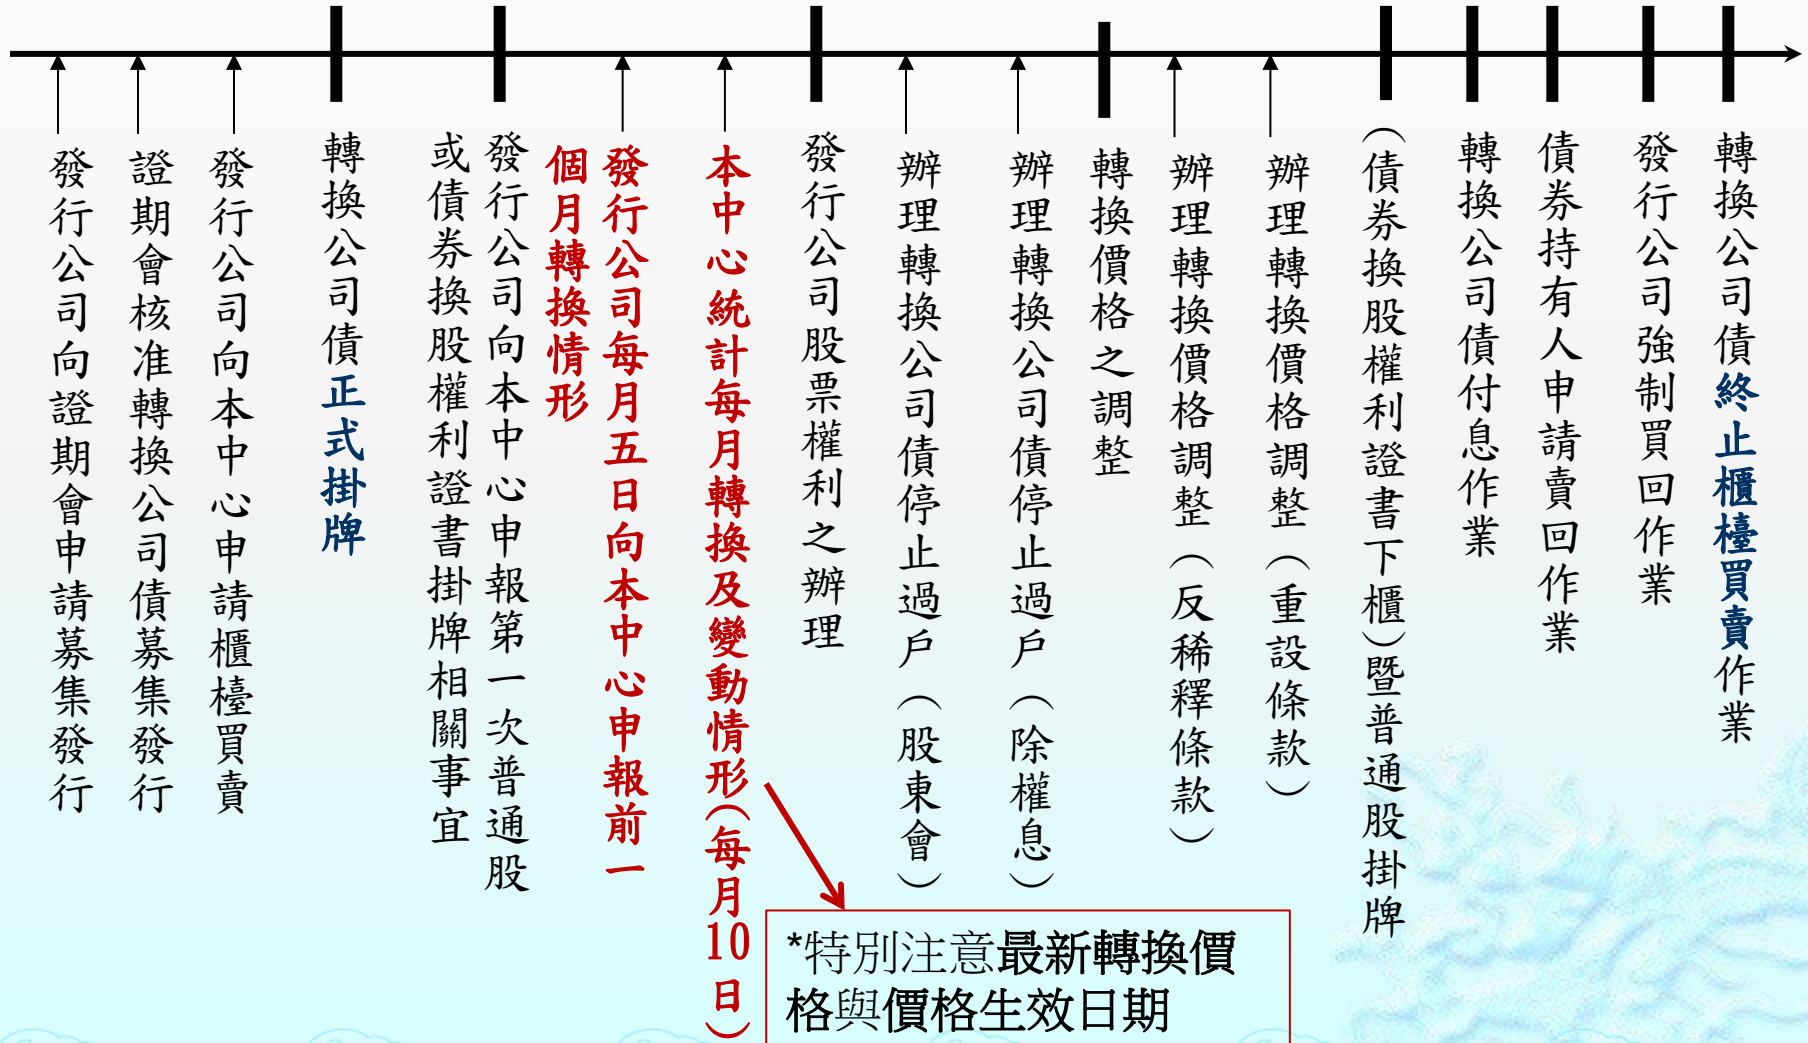 發行公司向證期會申請募集發行
證期會核准轉換公司債募集發行
發行公司向本中心申請櫃檯買賣
轉換公司債正式掛牌
發行公司向本中心申報第一次普通股
或債券換股權利證書掛牌相關事宜
發行公司每月五日向本中心申報前一
個月轉換情形
本中心統計每月轉換及變動情形(每月10日)
發行公司股票權利之辦理
辦理轉換公司債停止過戶（股東會）
辦理轉換公司債停止過戶（除權息）
轉換價格之調整
辦理轉換價格調整（反稀釋條款）
辦理轉換價格調整（重設條款）
（債券換股權利證書下櫃）暨普通股掛牌
轉換公司債付息作業
債券持有人申請賣回作業
發行公司強制買回作業
轉換公司債終止櫃檯買賣作業
*特別注意最新轉換價
格與價格生效日期